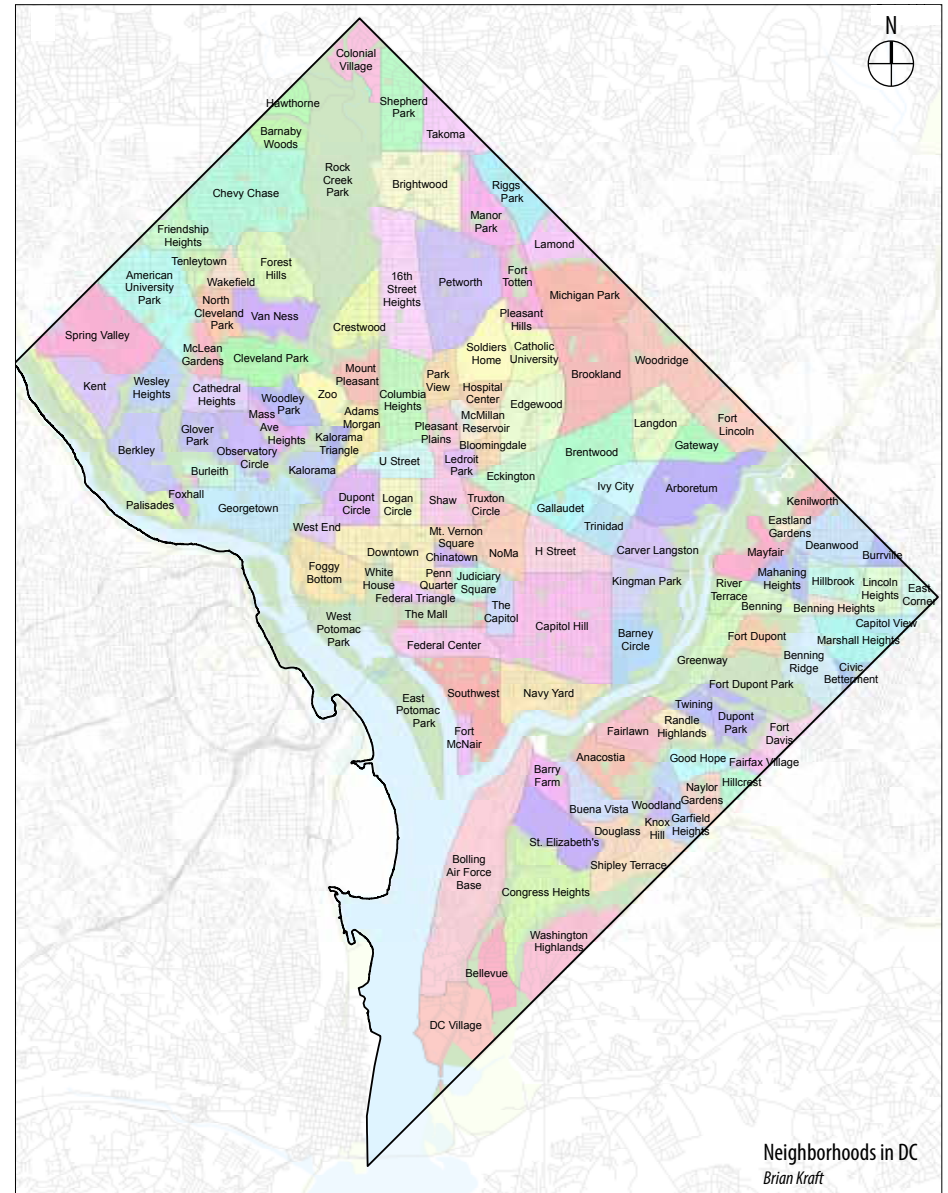 N
Colonial
Village
Hawthorne
Shepherd
Park
Takoma
Barnaby
Woods
Rock
Creek
Park
Brightwood
Riggs
Park
Chevy Chase
Manor
Park
Friendship
Heights
Lamond
Tenleytown
Forest
Hills
American
University
Park
Wakefield
16th
Street
Heights
Petworth
Fort
Totten
Michigan Park
North
Cleveland
Park
Van Ness
Crestwood
Pleasant
Hills
Spring Valley
McLean
Gardens
Cleveland Park
Soldiers
Home
Catholic
University
Woodridge
Mount
Pleasant
Park
View
Brookland
Kent
Wesley
Heights
Cathedral
Heights
Woodley
Park
Zoo
Columbia
Heights
Hospital
Center
Edgewood
Mass
Ave
Heights
Adams
Morgan
McMillan
Reservoir
Langdon
Fort
Lincoln
Glover
Park
Kalorama
Triangle
Pleasant
Plains
Bloomingdale
Gateway
Berkley
Observatory
Circle
U Street
Ledroit
Park
Brentwood
Burleith
Kalorama
Eckington
Ivy City
Arboretum
Foxhall
Palisades
Georgetown
Dupont
Circle
Logan
Circle
Shaw
Truxton
Circle
Gallaudet
Kenilworth
West End
Trinidad
Eastland
Gardens
Mt. Vernon
Square
Downtown
Chinatown
NoMa
H Street
Carver Langston
Mayfair
Deanwood
Burrville
Foggy
Bottom
White
House
Penn
Quarter
Judiciary
Square
Kingman Park
River
Terrace
Mahaning
Heights
Hillbrook
Lincoln
Heights
East
Corner
Federal Triangle
The Mall
The
Capitol
Benning
Benning Heights
West
Potomac
Park
Capitol Hill
Capitol View
Federal Center
Barney
Circle
Fort Dupont
Marshall Heights
Greenway
Benning
Ridge
Civic
Betterment
East
Potomac
Park
Southwest
Navy Yard
Fort Dupont Park
Twining
Fort
McNair
Fairlawn
Randle
Highlands
Dupont
Park
Fort
Davis
Anacostia
Good Hope
Fairfax Village
Barry
Farm
Naylor
Gardens
Hillcrest
Buena Vista
Woodland
Knox
Hill
Garfield
Heights
Douglass
St. Elizabeth's
Bolling
Air Force
Base
Shipley Terrace
Congress Heights
Washington
Highlands
Bellevue
DC Village
Neighborhoods in DC
Brian Kraft